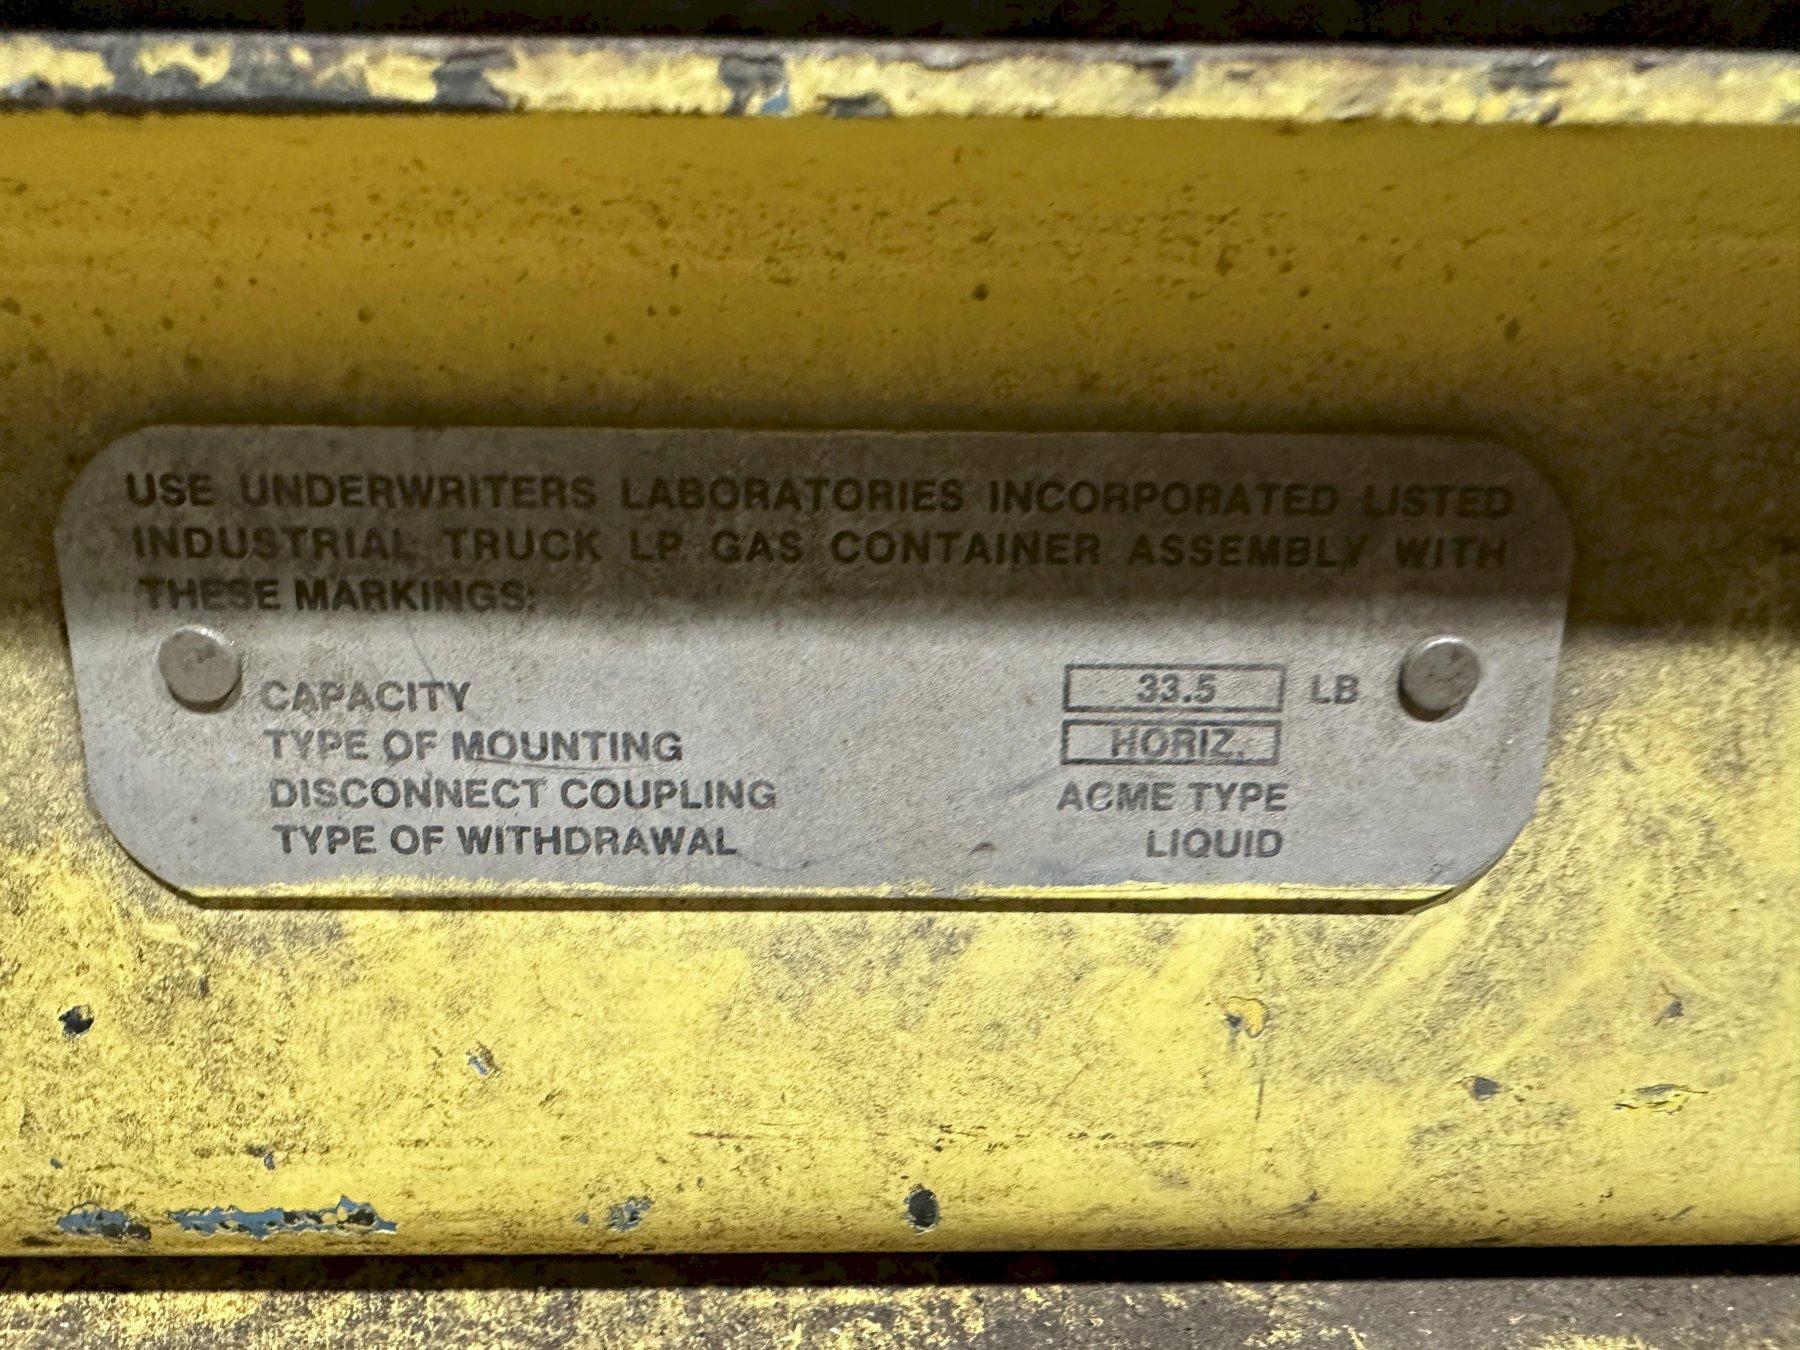 USE UNDERWRITERS LABORATORIES INCORPORATED LISTED
INDUSTRIAL TRUCK LP GAS CONTAINER ASSEMBLY WITH
THESE MARKINGS:
CAPACITY 33.5 LB
TYPE OF MOUNTING HORIZ.
DISCONNECT COUPLING ACME TYPE
TYPE OF WITHDRAWAL LIQUID